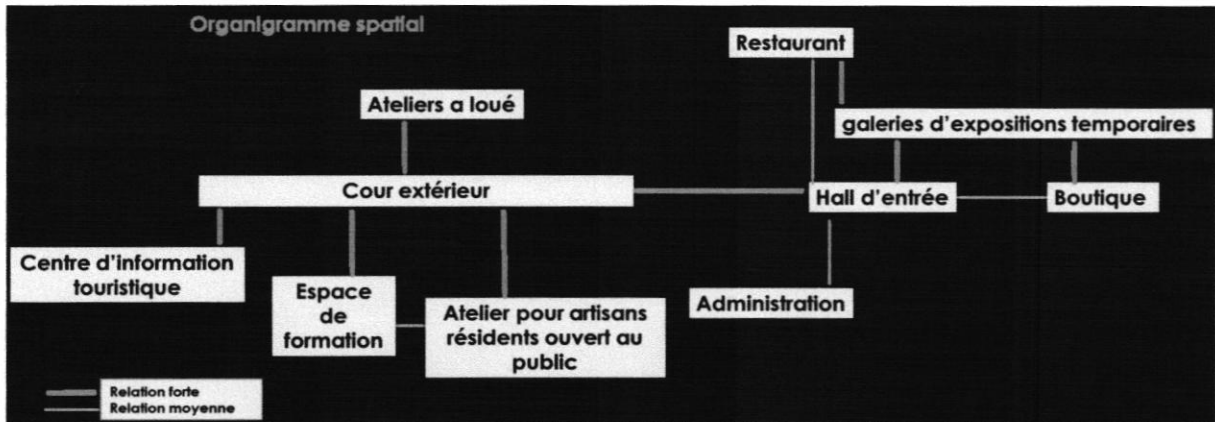 Organigramme spatial
Restaurant
Ateliers a loué
galeries d'expositions temporaires
Cour extérieur
Hall d'entrée
Boutique
Centre d'information
touristique
Espace
de
formation
Atelier pour artisans
résidents ouvert au
public
Administration
Relation forte
Relation moyenne